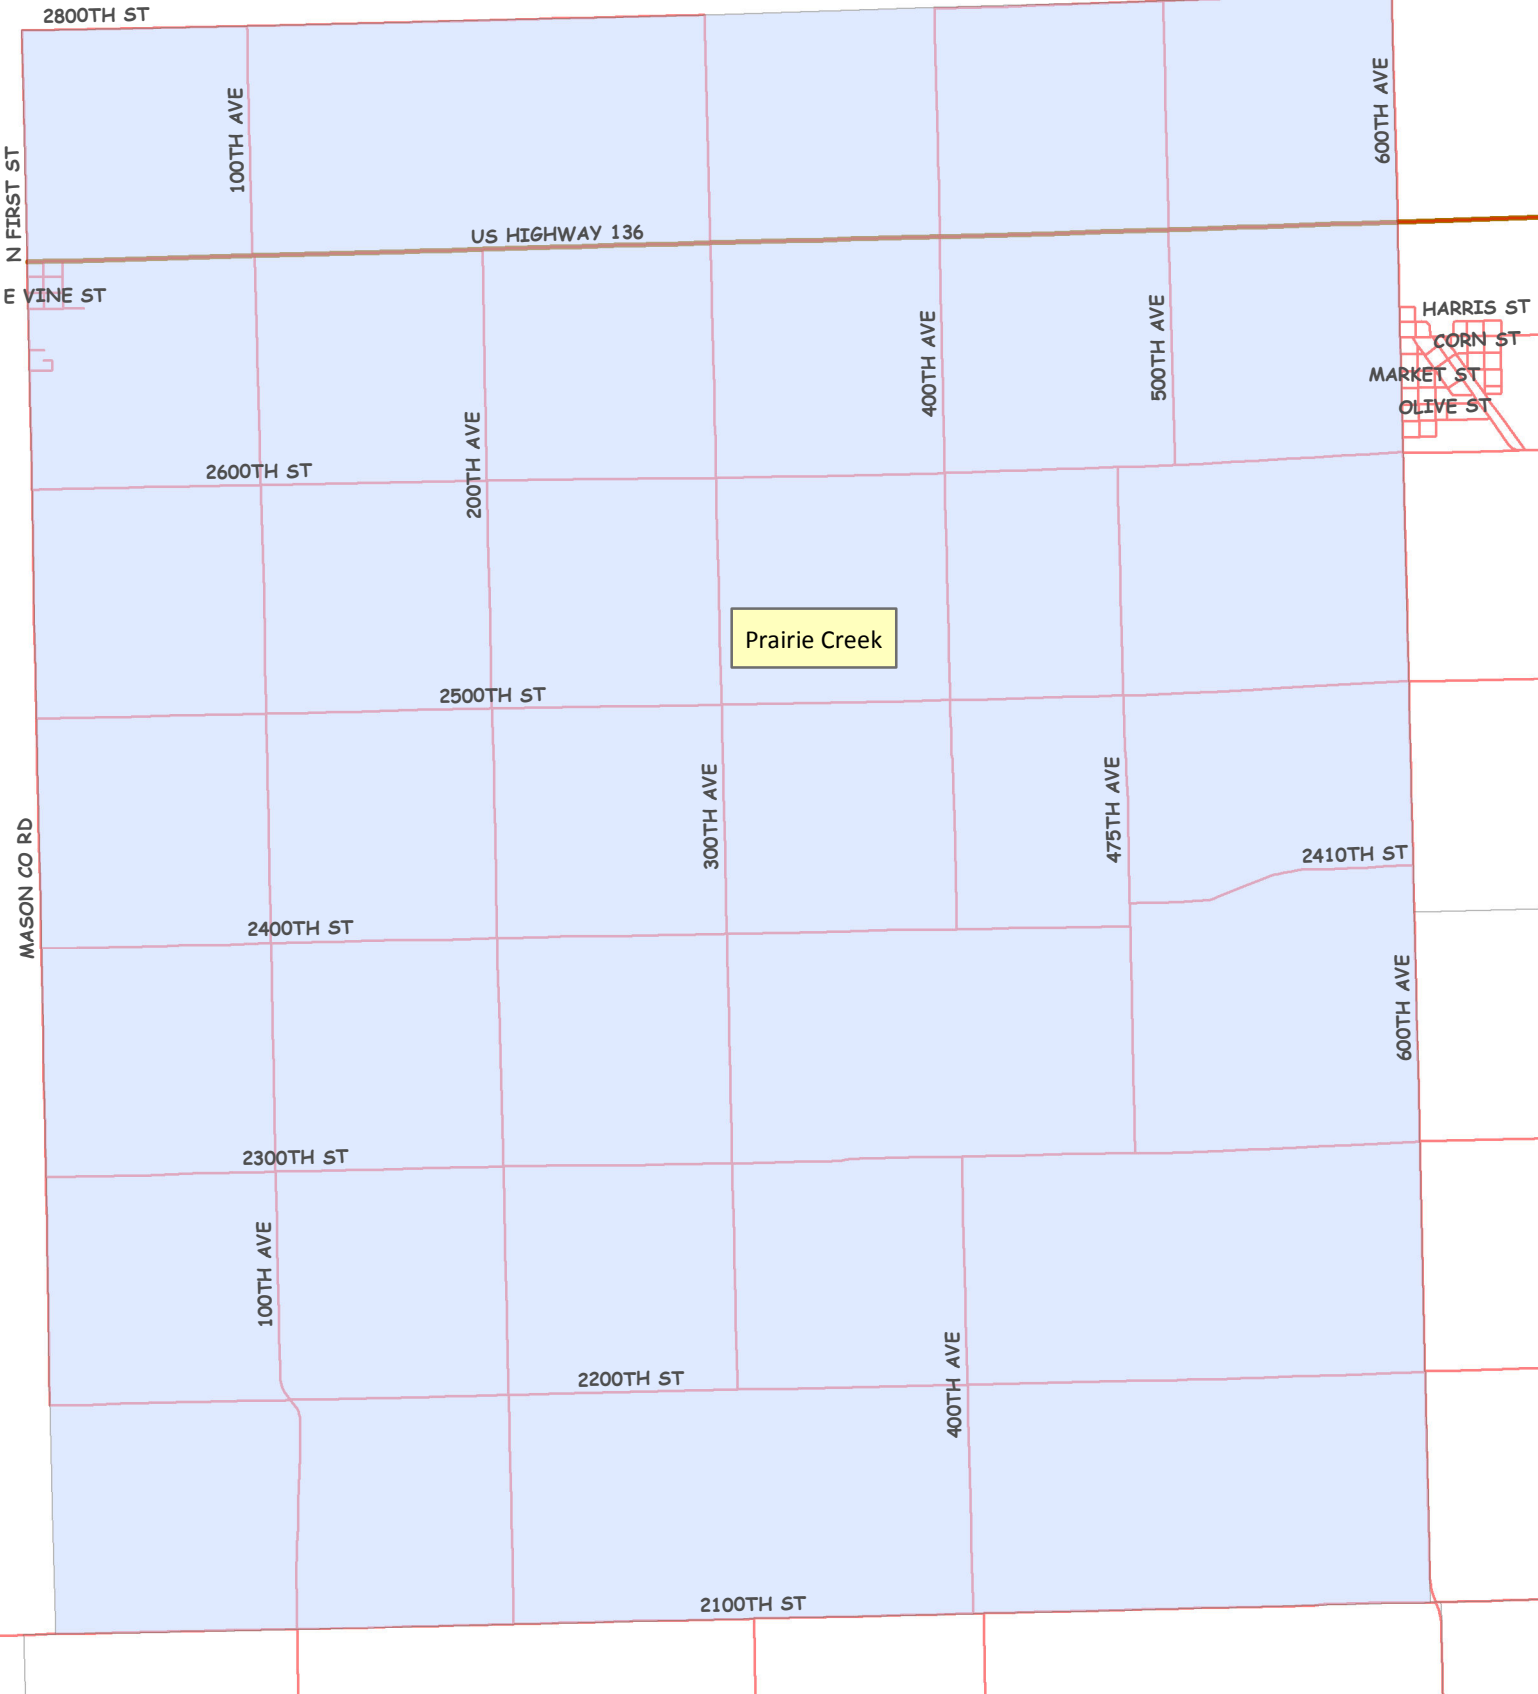 2800TH ST
600TH AVE
100TH AVE
N FIRST ST
US HIGHWAY 136
E VINE ST
HARRIS ST
500TH AVE
400TH AVE
CORN ST
MARKET ST
OLIVE ST
200TH AVE
2600TH ST
Prairie Creek
2500TH ST
300TH AVE
475TH AVE
MASON CO RD
2410TH ST
2400TH ST
600TH AVE
2300TH ST
100TH AVE
400TH AVE
2200TH ST
2100TH ST